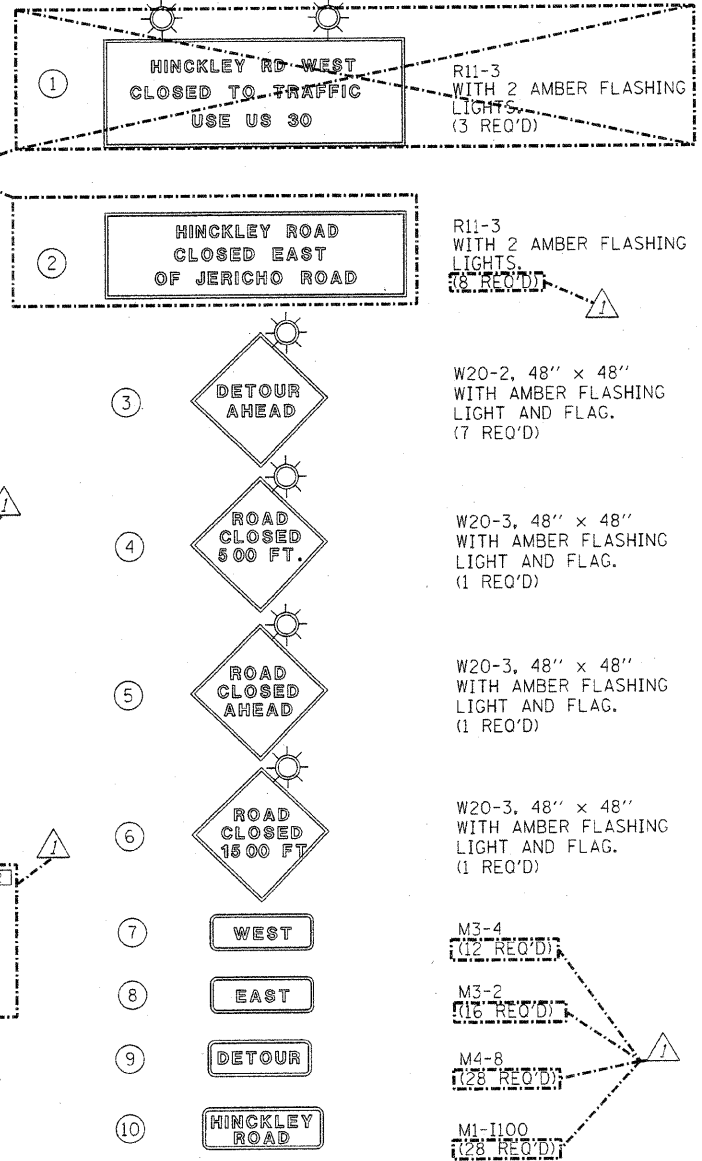 1
HINCKLEY RD WEST
CLOSED TO TRAFFIC
USE US 30
R11-3
WITH 2 AMBER FLASHING
LIGHTS.
(3 REQ'D)
2
HINCKLEY ROAD
CLOSED EAST
OF JERICHO ROAD
R11-3
WITH 2 AMBER FLASHING
LIGHTS.
(8 REQ'D)
1
3
DETOUR
AHEAD
W20-2, 48'' x 48''
WITH AMBER FLASHING
LIGHT AND FLAG.
(7 REQ'D)
1
4
ROAD
CLOSED
500 FT.
W20-3, 48'' x 48''
WITH AMBER FLASHING
LIGHT AND FLAG.
(1 REQ'D)
5
ROAD
CLOSED
AHEAD
W20-3, 48'' x 48''
WITH AMBER FLASHING
LIGHT AND FLAG.
(1 REQ'D)
1
6
ROAD
CLOSED
1500 FT
W20-3, 48'' x 48''
WITH AMBER FLASHING
LIGHT AND FLAG.
(1 REQ'D)
7
WEST
M3-4
(12 REQ'D)
8
EAST
M3-2
(16 REQ'D)
1
9
DETOUR
M4-8
(28 REQ'D)
10
HINCKLEY
ROAD
M1-I100
(28 REQ'D)